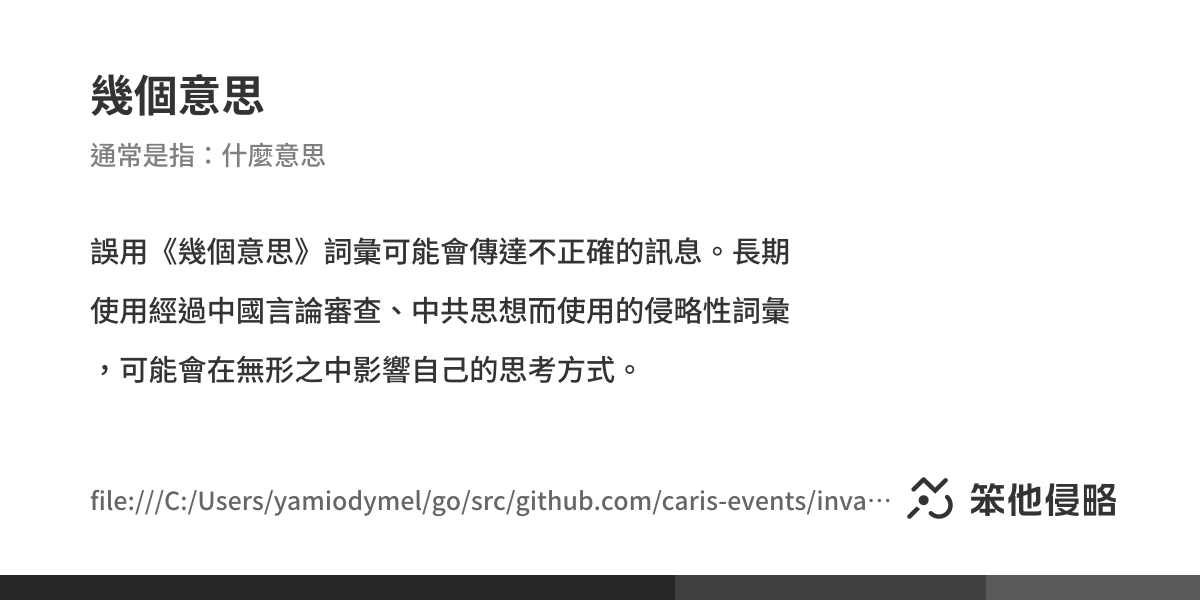 幾個意思
通常是指：什麼意思
誤用《幾個意思》詞彙可能會傳達不正確的訊息。長期
使用經過中國言論審查、中共思想而使用的侵略性詞彙
，可能會在無形之中影響自己的思考方式。
file:///C:/Users/yamiodymel/go/src/github.com/caris-events/inva⋯
笨他侵略